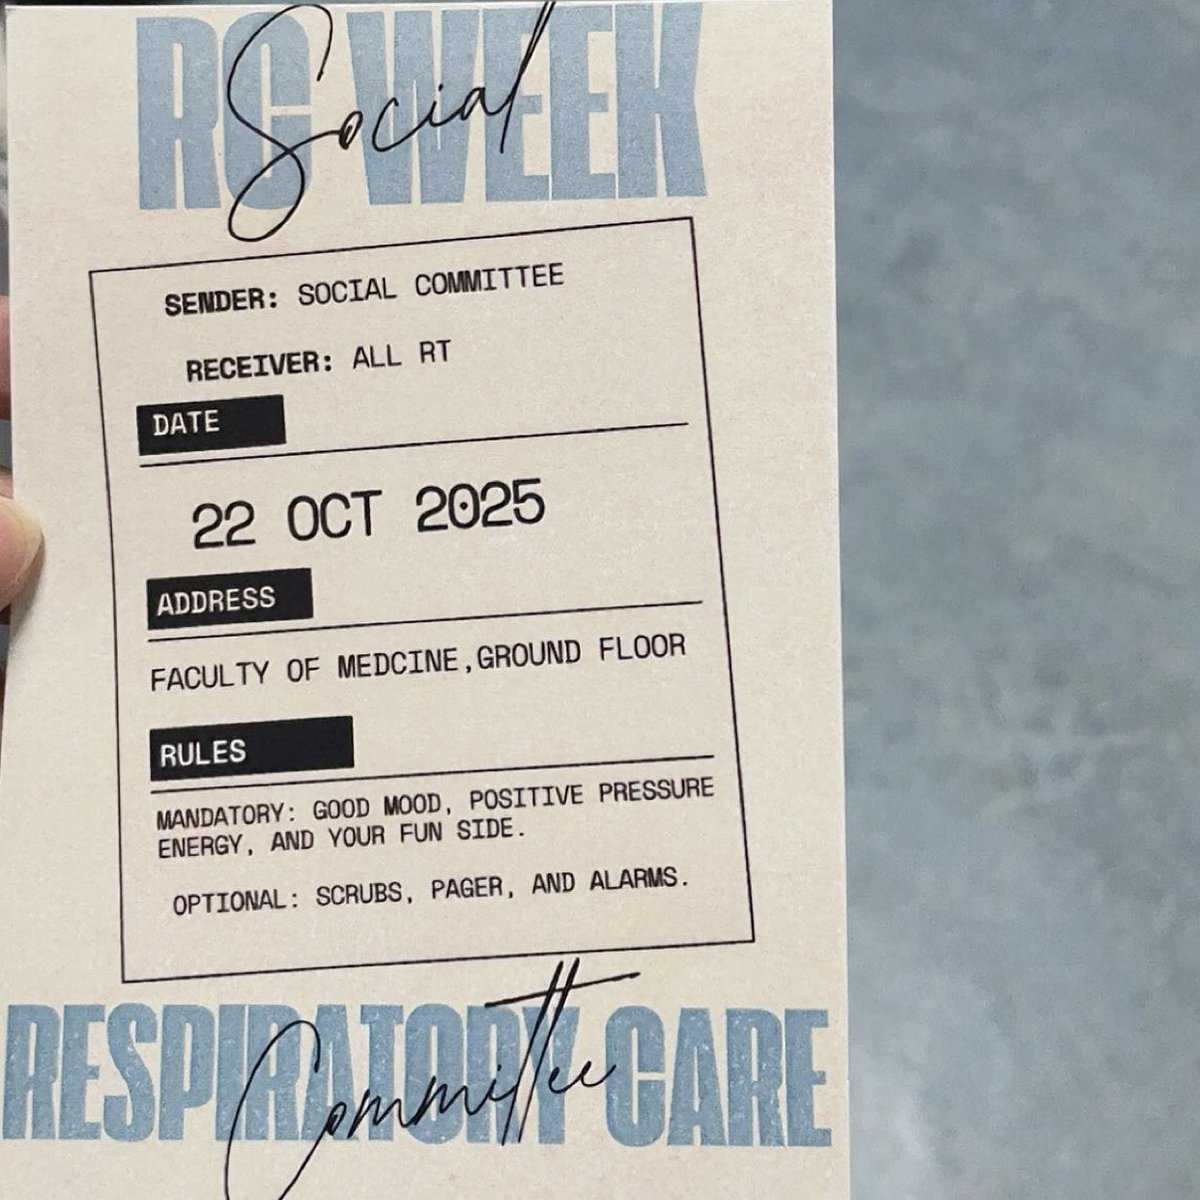 RC WEEK
Social
SENDER: SOCIAL COMMITTEE
RECEIVER: ALL RT
DATE
22 OCT 2025
ADDRESS
FACULTY OF MEDCINE,GROUND FLOOR
RULES
MANDATORY: GOOD MOOD, POSITIVE PRESSURE
ENERGY, AND YOUR FUN SIDE.
OPTIONAL: SCRUBS, PAGER, AND ALARMS.
RESPIRATORY CARE
Committee